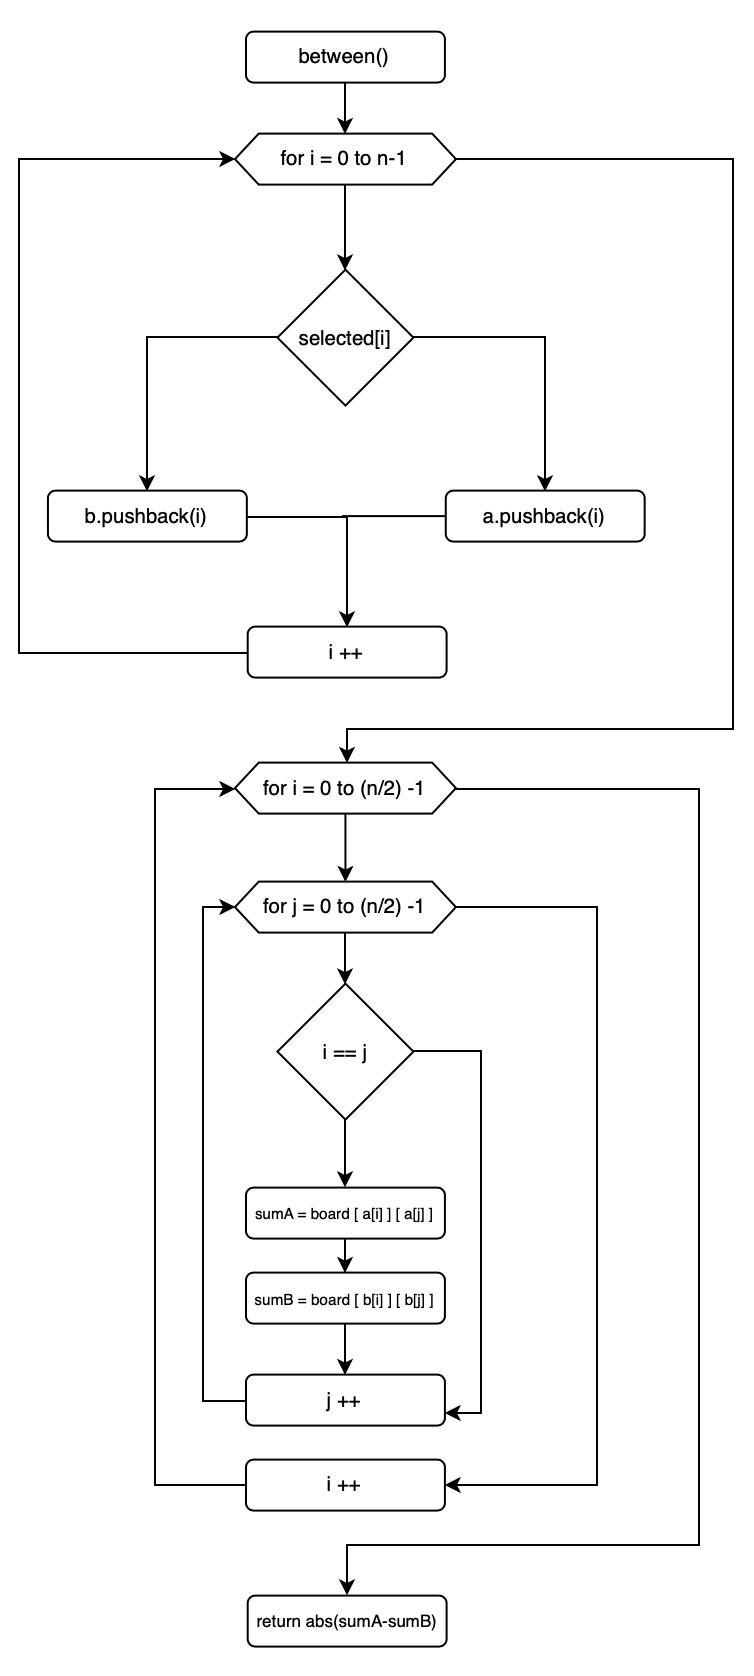 between()
for i = 0 to n-1
selected[i]
b.pushback(i)
a.pushback(i)
i ++
for i = 0 to (n/2) -1
for j = 0 to (n/2) -1
i == j
sumA = board [ a[i] ] [ a[j] ]
sumB = board [ b[i] ] [ b[j] ]
j ++
i ++
return abs(sumA-sumB)